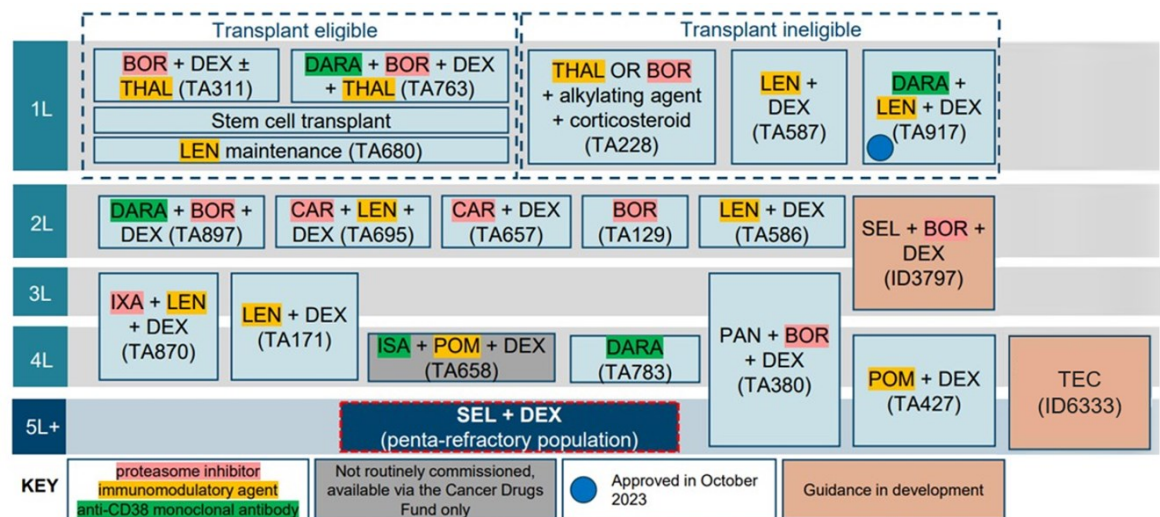 Transplant eligible
Transplant ineligible
1L
BOR + DEX ±
THAL (TA311)
DARA + BOR + DEX
+ THAL (TA763)
Stem cell transplant
LEN maintenance (TA680)
THAL OR BOR
+ alkylating agent
+ corticosteroid
(TA228)
LEN +
DEX
(TA587)
DARA +
LEN + DEX
(TA917)
2L
DARA + BOR +
DEX (TA897)
CAR + LEN +
DEX (TA695)
CAR + DEX
(TA657)
BOR
(TA129)
LEN + DEX
(TA586)
SEL + BOR +
DEX
(ID3797)
3L
IXA + LEN
+ DEX
(TA870)
LEN + DEX
(TA171)
PAN + BOR
+ DEX
(TA380)
4L
ISA + POM + DEX
(TA658)
DARA
(TA783)
POM + DEX
(TA427)
TEC
(ID6333)
5L+
SEL + DEX
(penta-refractory population)
KEY
proteasome inhibitor
immunomodulatory agent
anti-CD38 monoclonal antibody
Not routinely commissioned,
available via the Cancer Drugs
Fund only
Approved in October
2023
Guidance in development